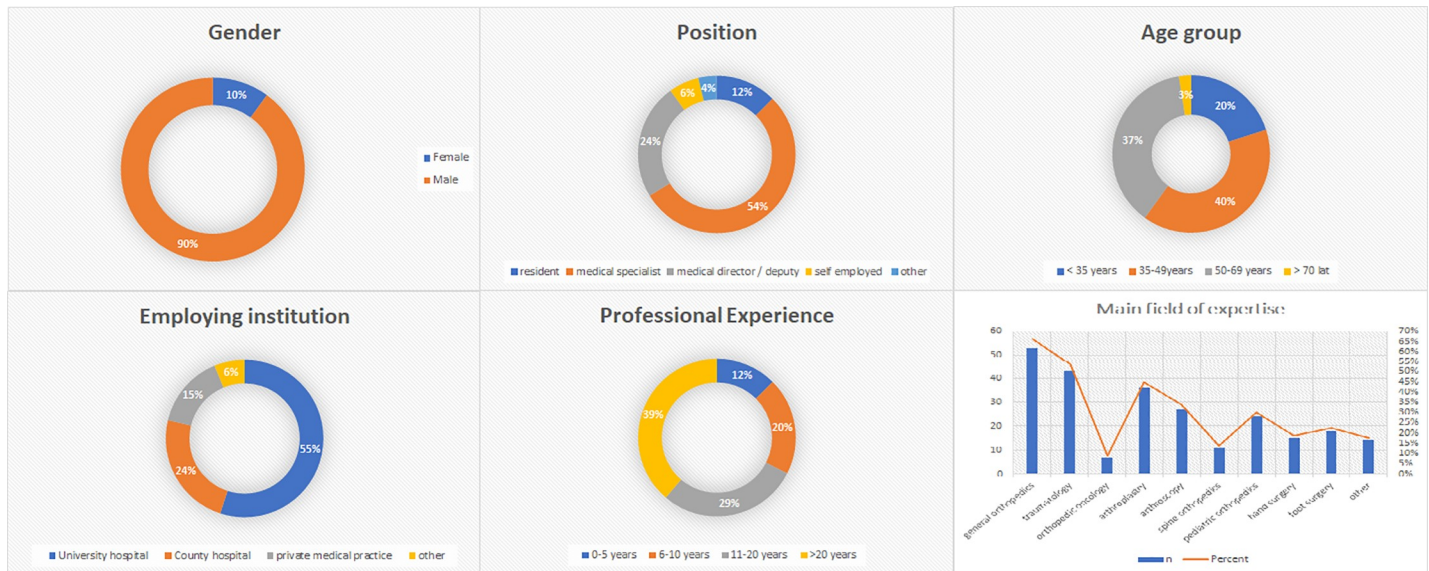 Gender
10%
90%
Female
Male
Position
12%
54%
24%
6%
4%
resident medical specialist medical director / deputy self employed other
Age group
20%
40%
37%
3%
< 35 years 35-49years 50-69 years > 70 lat
Employing institution
55%
24%
15%
6%
University hospital County hospital private medical practice other
Professional Experience
12%
20%
29%
39%
0-5 years 6-10 years 11-20 years >20 years
Main field of expertise
60
50
40
30
20
10
0
70%
65%
60%
55%
50%
45%
40%
35%
30%
25%
20%
15%
10%
5%
0%
general orthopedics
traumatology
orthopedic oncology
arthroplasty
arthroscopy
spine orthopedics
pediatric orthopedics
hand surgery
foot surgery
other
n Percent